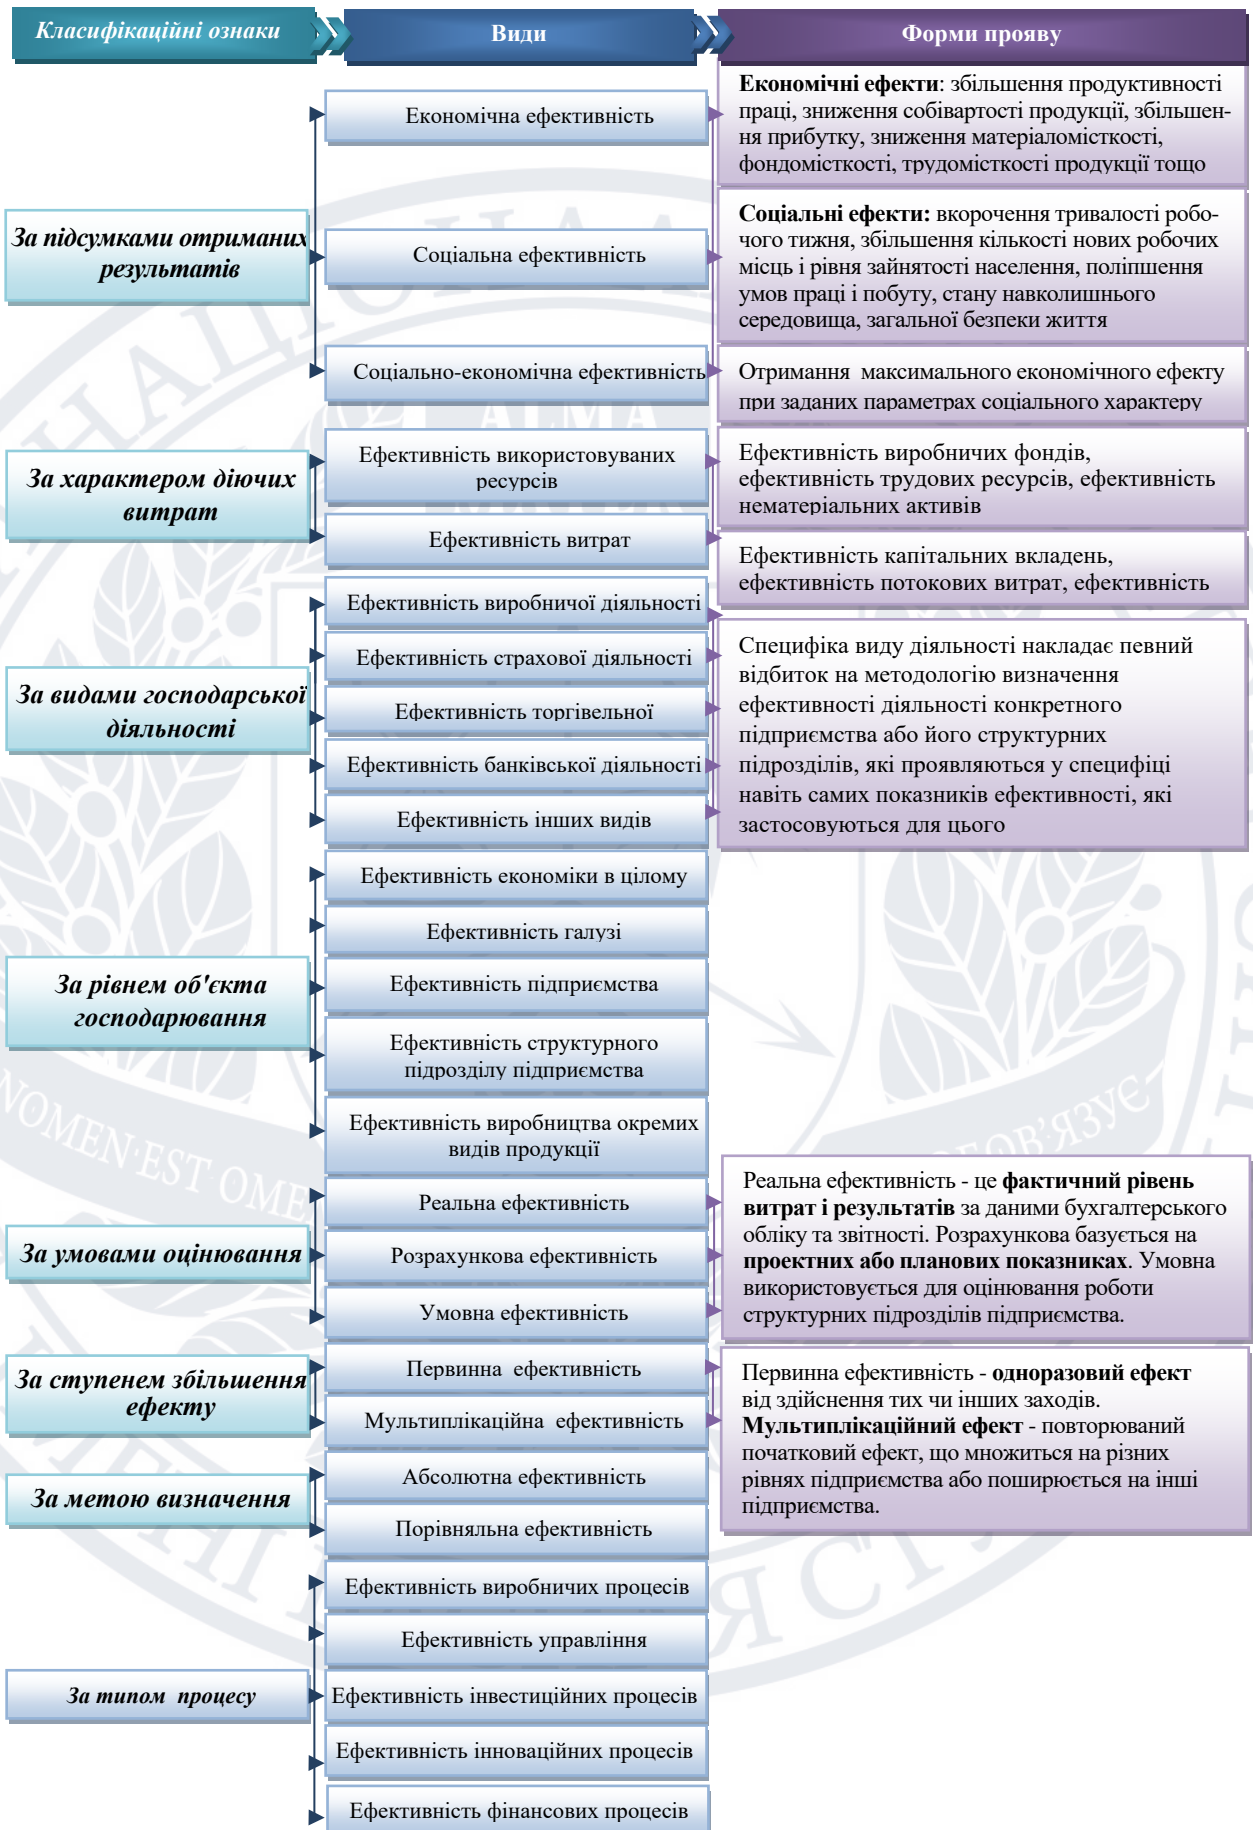 Класифікаційні ознаки
Види
Форми прояву
За підсумками отриманих
результатів
Економічна ефективність
Економічні ефекти: збільшення продуктивності
праці, зниження собівартості продукції, збільшен-
ня прибутку, зниження матеріаломісткості,
фондомісткості, трудомісткості продукції тощо
Соціальна ефективність
Соціальні ефекти: вкорочення тривалості робо-
чого тижня, збільшення кількості нових робочих
місць і рівня зайнятості населення, поліпшення
умов праці і побуту, стану навколишнього
середовища, загальної безпеки життя
Соціально-економічна ефективність
Отримання максимального економічного ефекту
при заданих параметрах соціального характеру
За характером діючих
витрат
Ефективність використовуваних
ресурсів
Ефективність виробничих фондів,
ефективність трудових ресурсів, ефективність
нематеріальних активів
Ефективність витрат
Ефективність капітальних вкладень,
ефективність потокових витрат, ефективність
За видами господарської
діяльності
Ефективність виробничої діяльності
Ефективність страхової діяльності
Ефективність торгівельної
Ефективність банківської діяльності
Ефективність інших видів
Специфіка виду діяльності накладає певний
відбиток на методологію визначення
ефективності діяльності конкретного
підприємства або його структурних
підрозділів, які проявляються у специфіці
навіть самих показників ефективності, які
застосовуються для цього
За рівнем об'єкта
господарювання
Ефективність економіки в цілому
Ефективність галузі
Ефективність підприємства
Ефективність структурного
підрозділу підприємства
Ефективність виробництва окремих
видів продукції
За умовами оцінювання
Реальна ефективність
Розрахункова ефективність
Умовна ефективність
Реальна ефективність - це фактичний рівень
витрат і результатів за даними бухгалтерського
обліку та звітності. Розрахункова базується на
проектних або планових показниках. Умовна
використовується для оцінювання роботи
структурних підрозділів підприємства.
За ступенем збільшення
ефекту
Первинна ефективність
Мультиплікаційна ефективність
Первинна ефективність - одноразовий ефект
від здійснення тих чи інших заходів.
Мультиплікаційний ефект - повторюваний
початковий ефект, що множиться на різних
рівнях підприємства або поширюється на інші
підприємства.
За метою визначення
Абсолютна ефективність
Порівняльна ефективність
За типом процесу
Ефективність виробничих процесів
Ефективність управління
Ефективність інвестиційних процесів
Ефективність інноваційних процесів
Ефективність фінансових процесів
ALMA
NOMEN EST OME